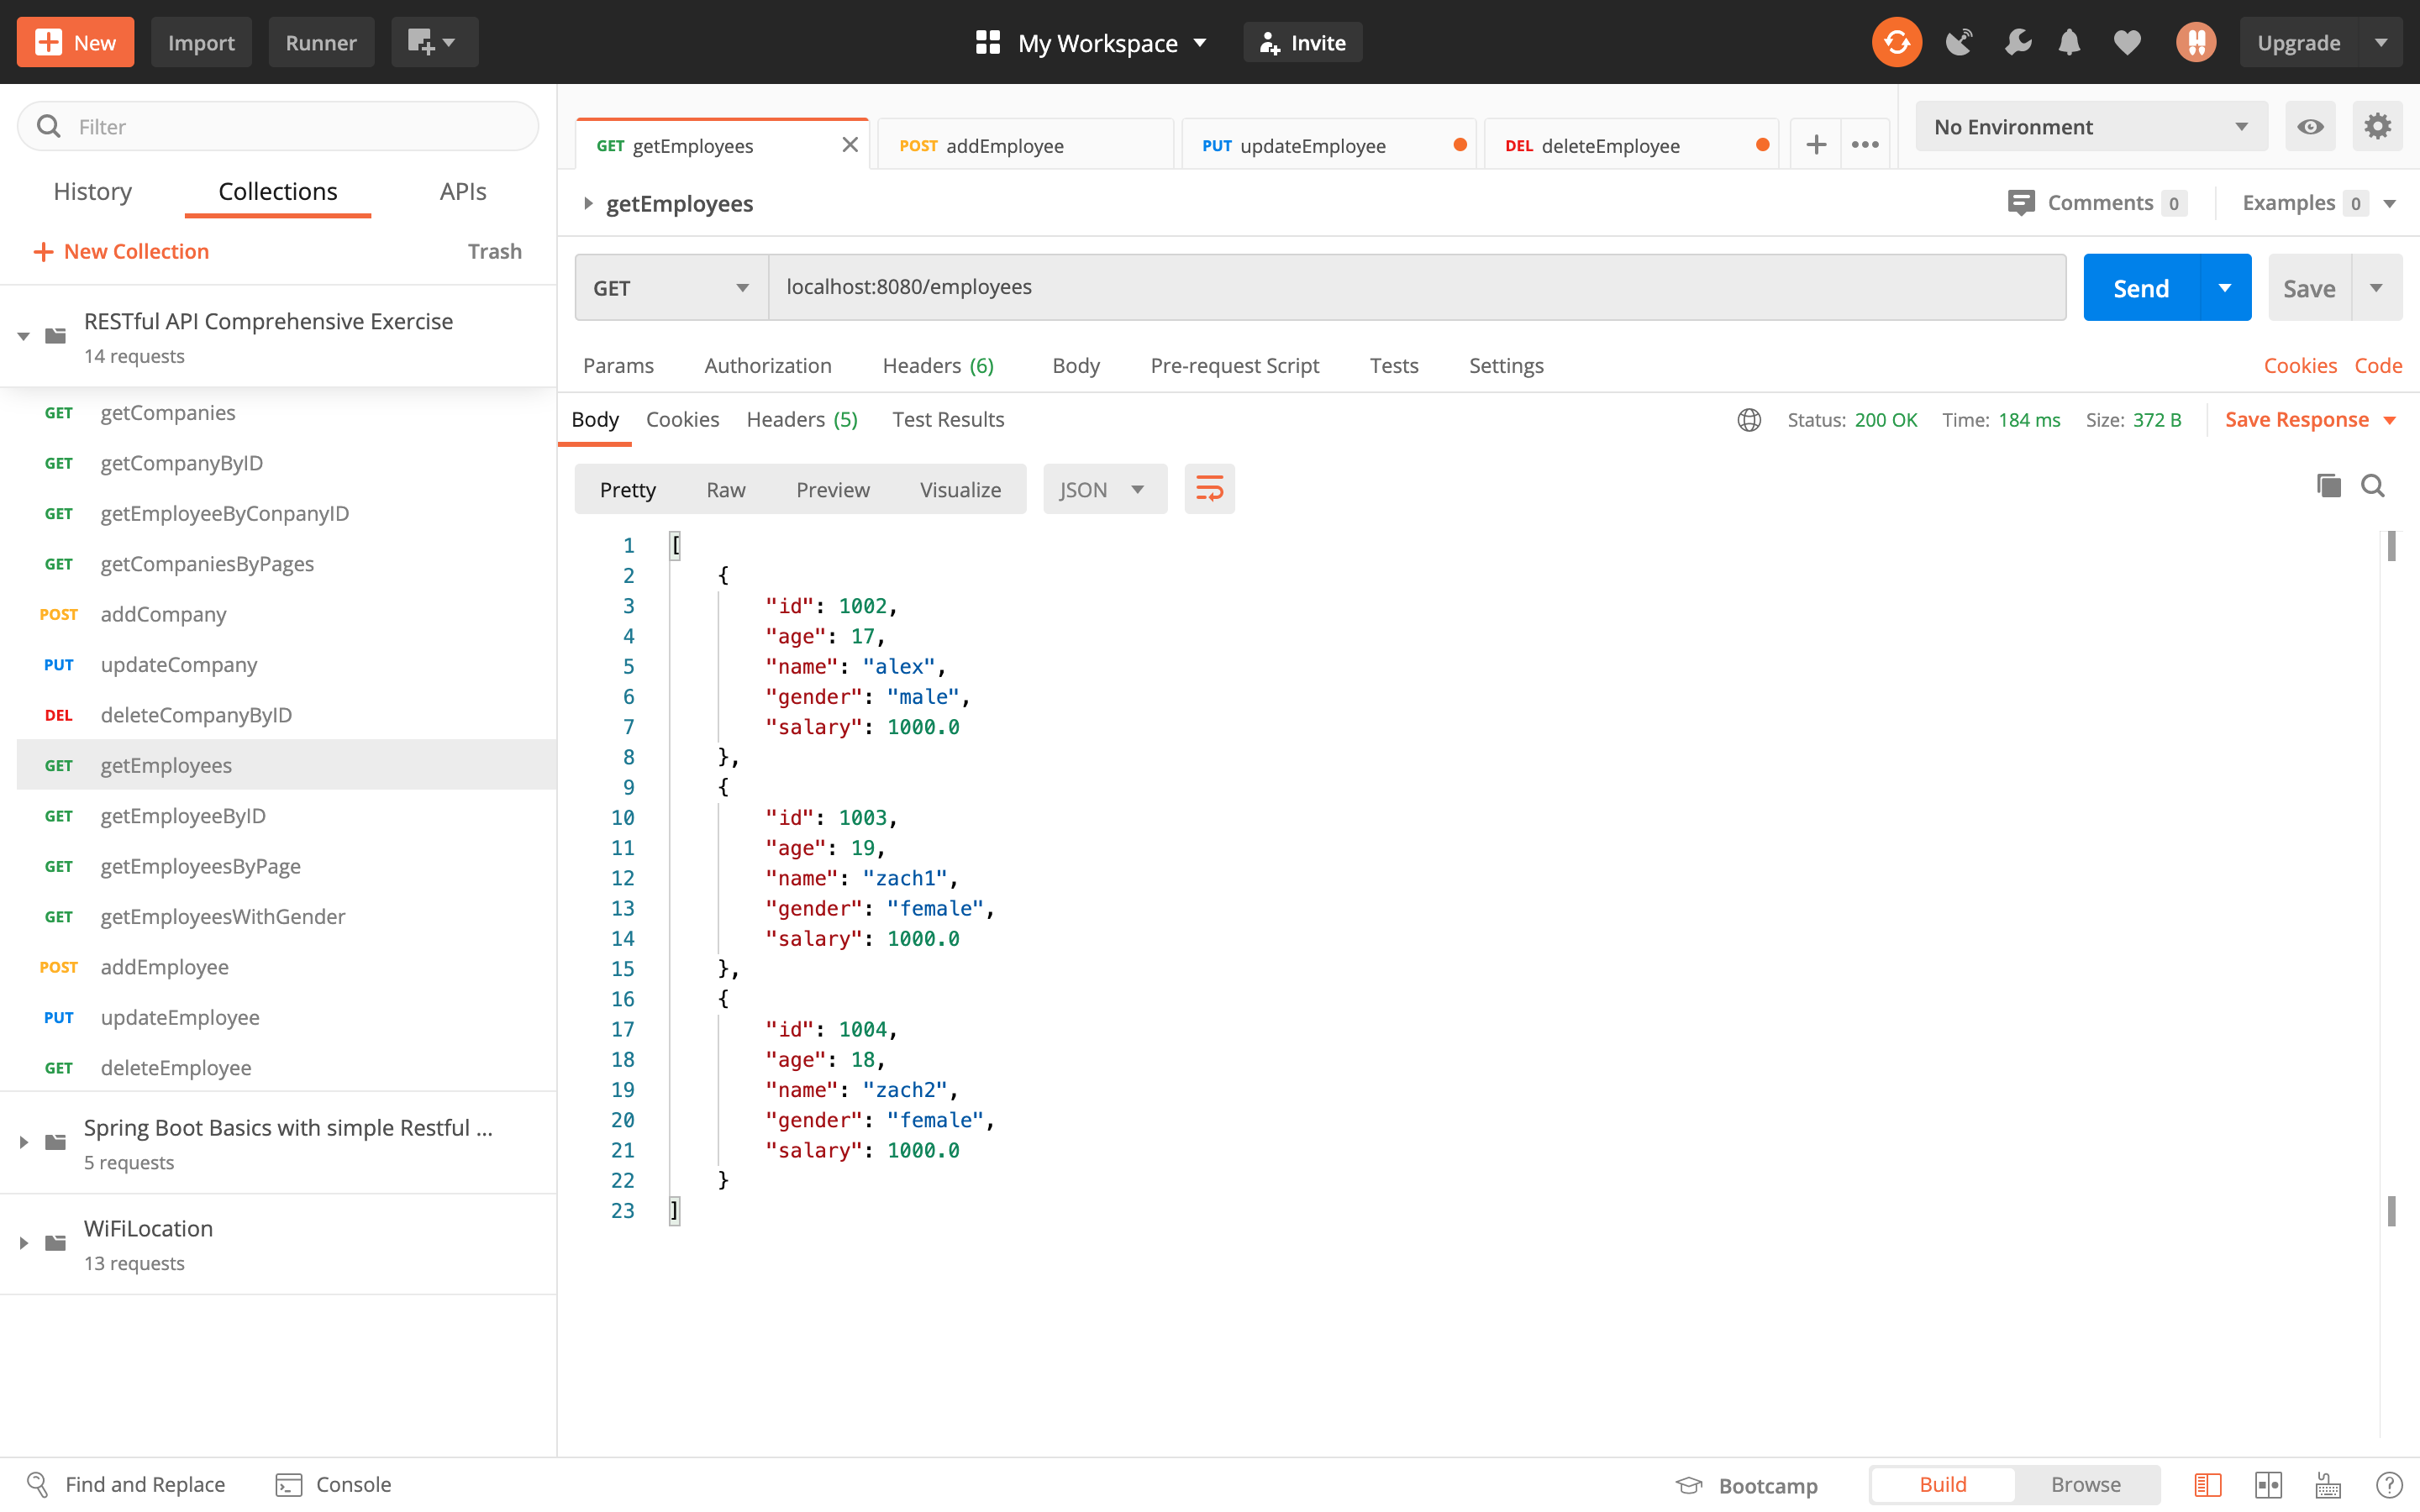 New Import Runner My Workspace Invite Upgrade
Filter
History Collections APIs
New Collection Trash
RESTful API Comprehensive Exercise
14 requests
GET getCompanies
GET getCompanyByID
GET getEmployeeByConpanyID
GET getCompaniesByPages
POST addCompany
PUT updateCompany
DEL deleteCompanyByID
GET getEmployees
GET getEmployeeByID
GET getEmployeesByPage
GET getEmployeesWithGender
POST addEmployee
PUT updateEmployee
GET deleteEmployee
Spring Boot Basics with simple Restful ...
5 requests
WiFiLocation
13 requests
GET getEmployees POST addEmployee PUT updateEmployee DEL deleteEmployee No Environment
getEmployees Comments 0 Examples 0
GET localhost:8080/employees Send Save
Params Authorization Headers (6) Body Pre-request Script Tests Settings Cookies Code
Body Cookies Headers (5) Test Results Status: 200 OK Time: 184 ms Size: 372 B Save Response
Pretty Raw Preview Visualize JSON
1 [
2 {
3 "id": 1002,
4 "age": 17,
5 "name": "alex",
6 "gender": "male",
7 "salary": 1000.0
8 },
9 {
10 "id": 1003,
11 "age": 19,
12 "name": "zach1",
13 "gender": "female",
14 "salary": 1000.0
15 },
16 {
17 "id": 1004,
18 "age": 18,
19 "name": "zach2",
20 "gender": "female",
21 "salary": 1000.0
22 }
23 ]
Find and Replace Console Bootcamp Build Browse